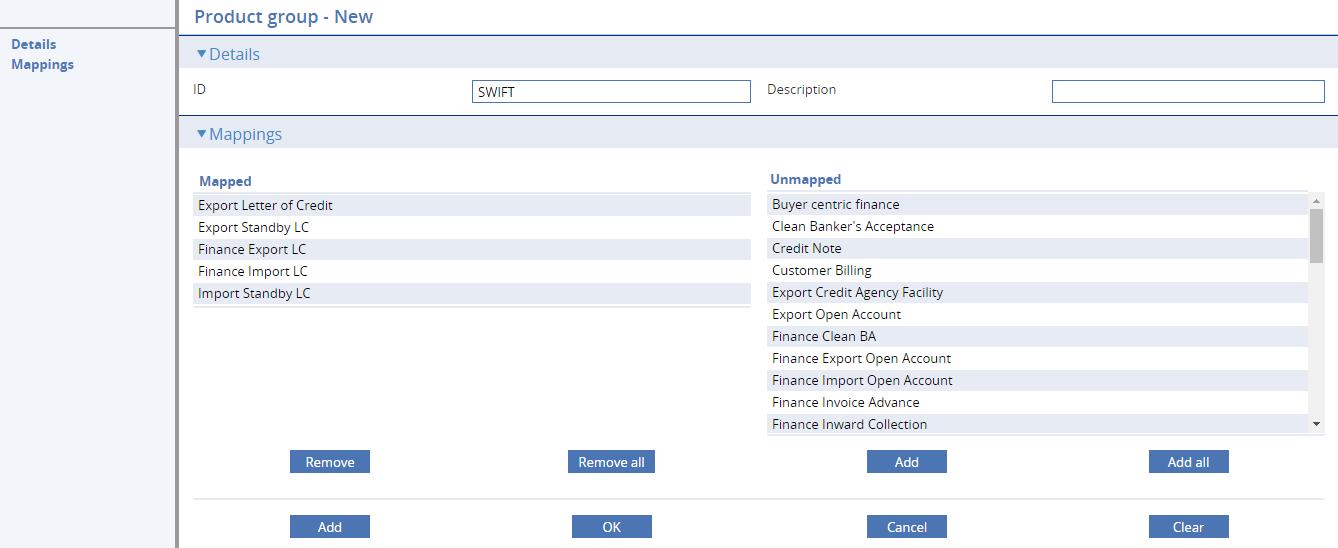 Product group - New
Details
Mappings
Details
ID
SWIFT
Description
Mappings
Mapped
Export Letter of Credit
Export Standby LC
Finance Export LC
Finance Import LC
Import Standby LC
Unmapped
Buyer centric finance
Clean Banker's Acceptance
Credit Note
Customer Billing
Export Credit Agency Facility
Export Open Account
Finance Clean BA
Finance Export Open Account
Finance Import Open Account
Finance Invoice Advance
Finance Inward Collection
Remove
Remove all
Add
Add all
Add
OK
Cancel
Clear